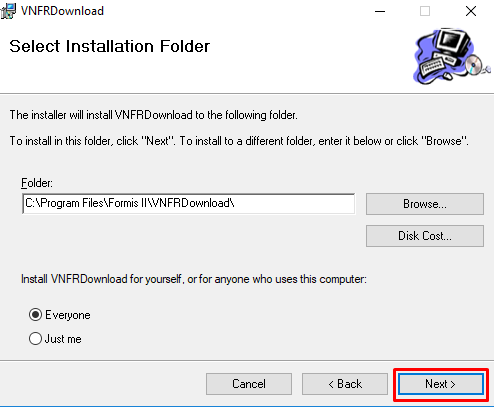 VNFRDownload
Select Installation Folder
The installer will install VNFRDownload to the following folder.
To install in this folder, click "Next". To install to a different folder, enter it below or click "Browse".
Folder:
C:\Program Files\Formis II\VNFRDownload\
Browse...
Disk Cost...
Install VNFRDownload for yourself, or for anyone who uses this computer:
Everyone
Just me
Cancel
< Back
Next >